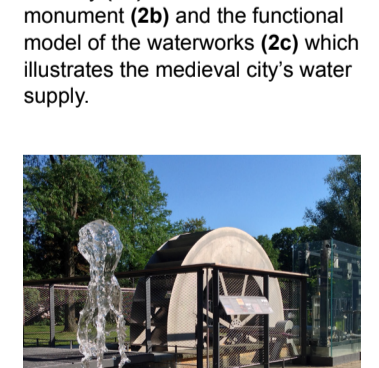 monument (2b) and the functional
model of the waterworks (2c) which
illustrates the medieval city's water
supply.